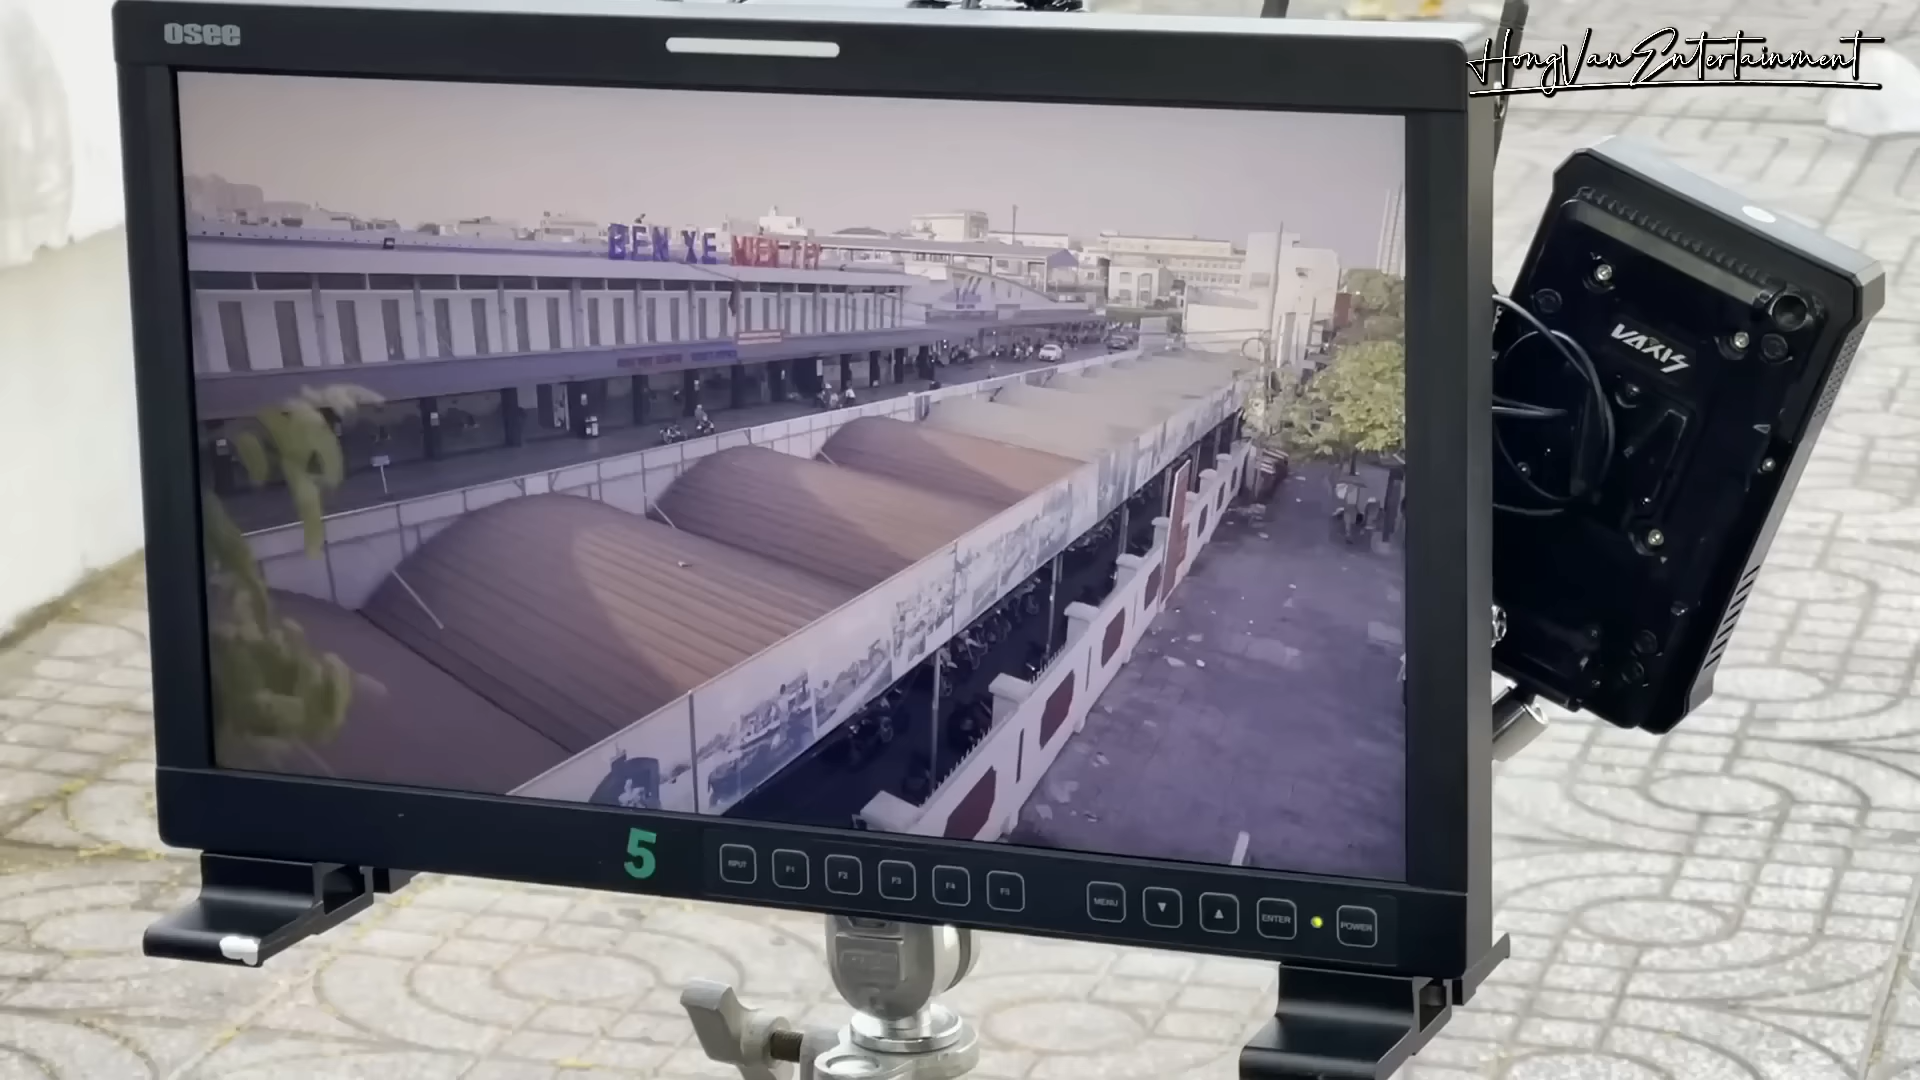 osee
HongVanEntertainment
BẾN XE MIỀN TÂY
VAXIS
5
INPUT
F1
F2
F3
F4
F5
MENU
▼
▲
ENTER
POWER